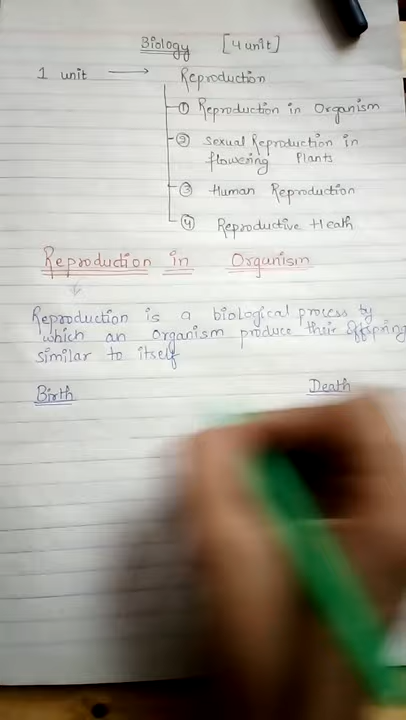 Biology [4 unit]
1 unit → Reproduction
① Reproduction in Organism
② Sexual Reproduction in
flowering Plants
③ Human Reproduction
④ Reproductive Heath
Reproduction in Organism
Reproduction is a biological process by
which an organism produce their offspring
similar to itself
Birth Death